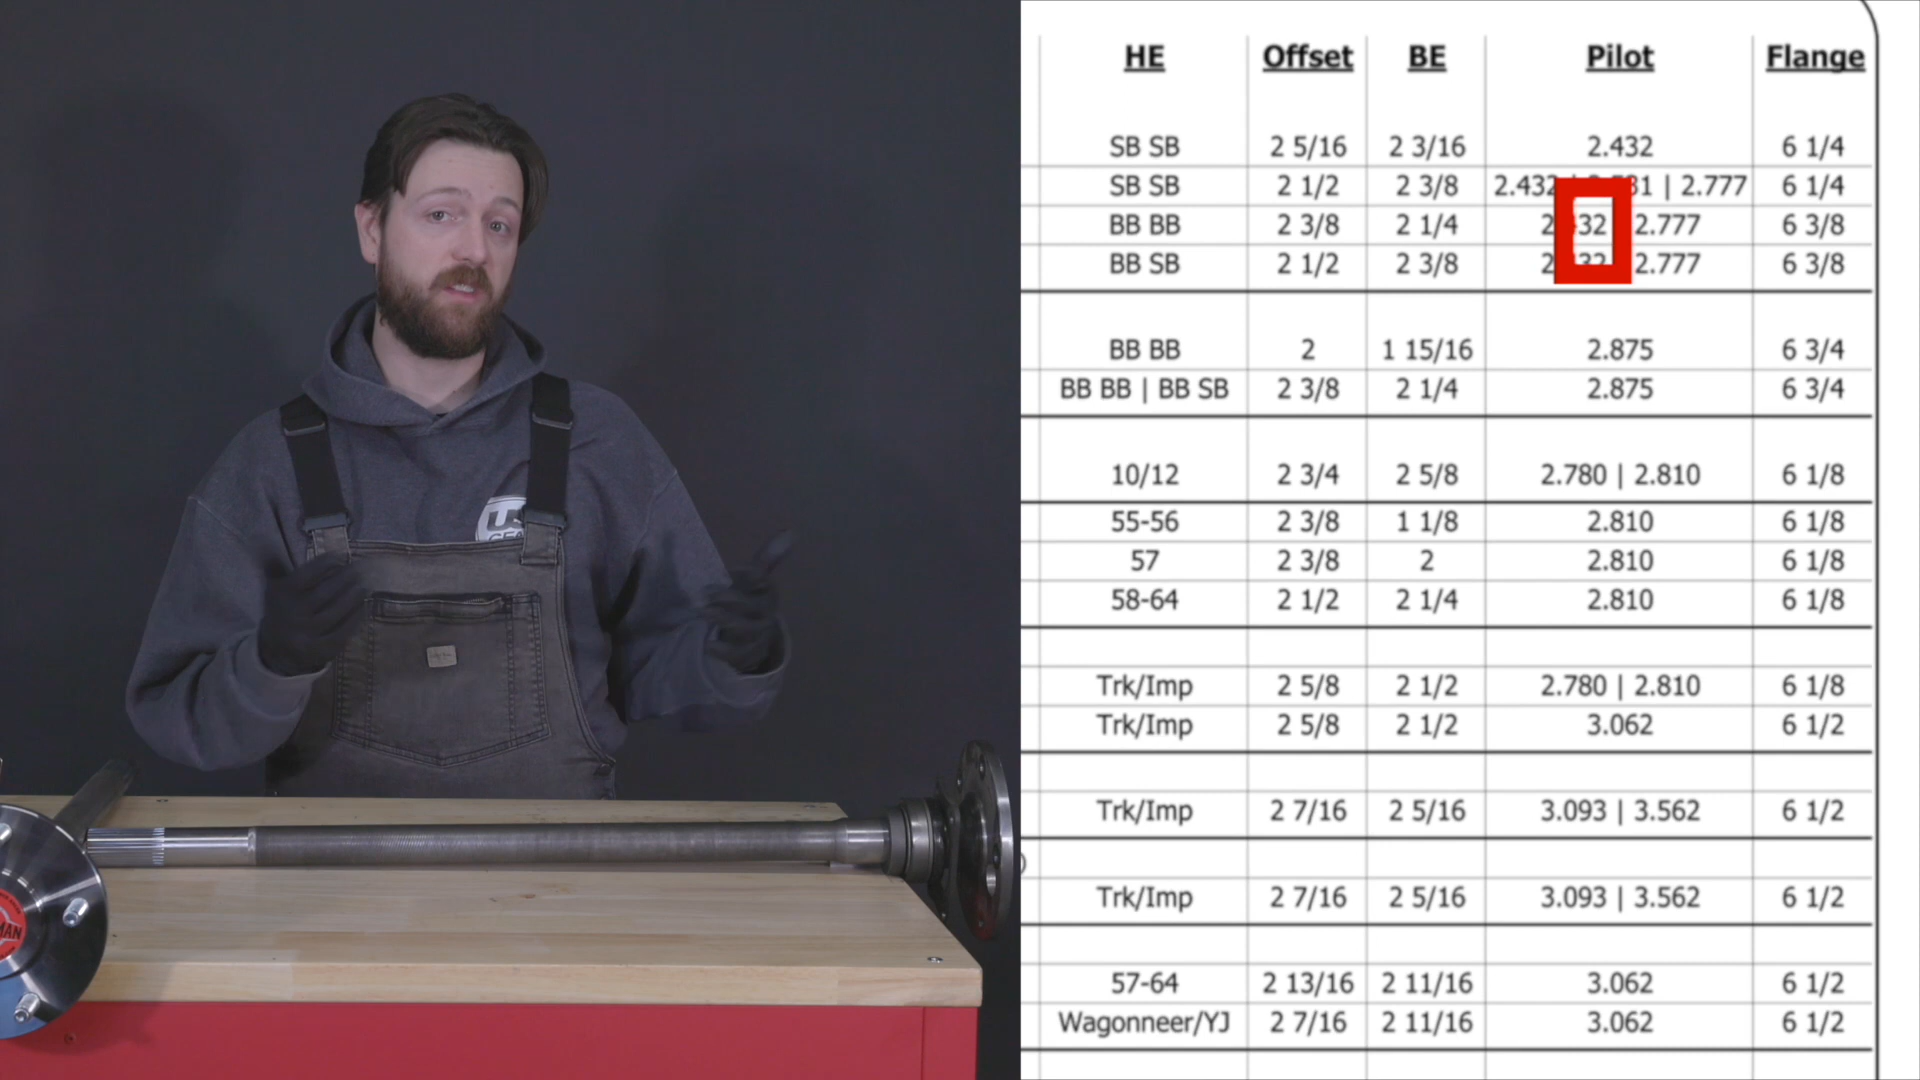 HE Offset BE Pilot Flange
SB SB 2 5/16 2 3/16 2.432 6 1/4
SB SB 2 1/2 2 3/8 | 2.777 6 1/4
BB BB 2 3/8 2 1/4 2.777 6 3/8
BB SB 2 1/2 2 3/8 2.777 6 3/8
BB BB 2 1 15/16 2.875 6 3/4
BB BB | BB SB 2 3/8 2 1/4 2.875 6 3/4
10/12 2 3/4 2 5/8 2.780 | 2.810 6 1/8
55-56 2 3/8 1 1/8 2.810 6 1/8
57 2 3/8 2 2.810 6 1/8
58-64 2 1/2 2 1/4 2.810 6 1/8
Trk/Imp 2 5/8 2 1/2 2.780 | 2.810 6 1/8
Trk/Imp 2 5/8 2 1/2 3.062 6 1/2
Trk/Imp 2 7/16 2 5/16 3.093 | 3.562 6 1/2
Trk/Imp 2 7/16 2 5/16 3.093 | 3.562 6 1/2
57-64 2 13/16 2 11/16 3.062 6 1/2
Wagonneer/YJ 2 7/16 2 11/16 3.062 6 1/2